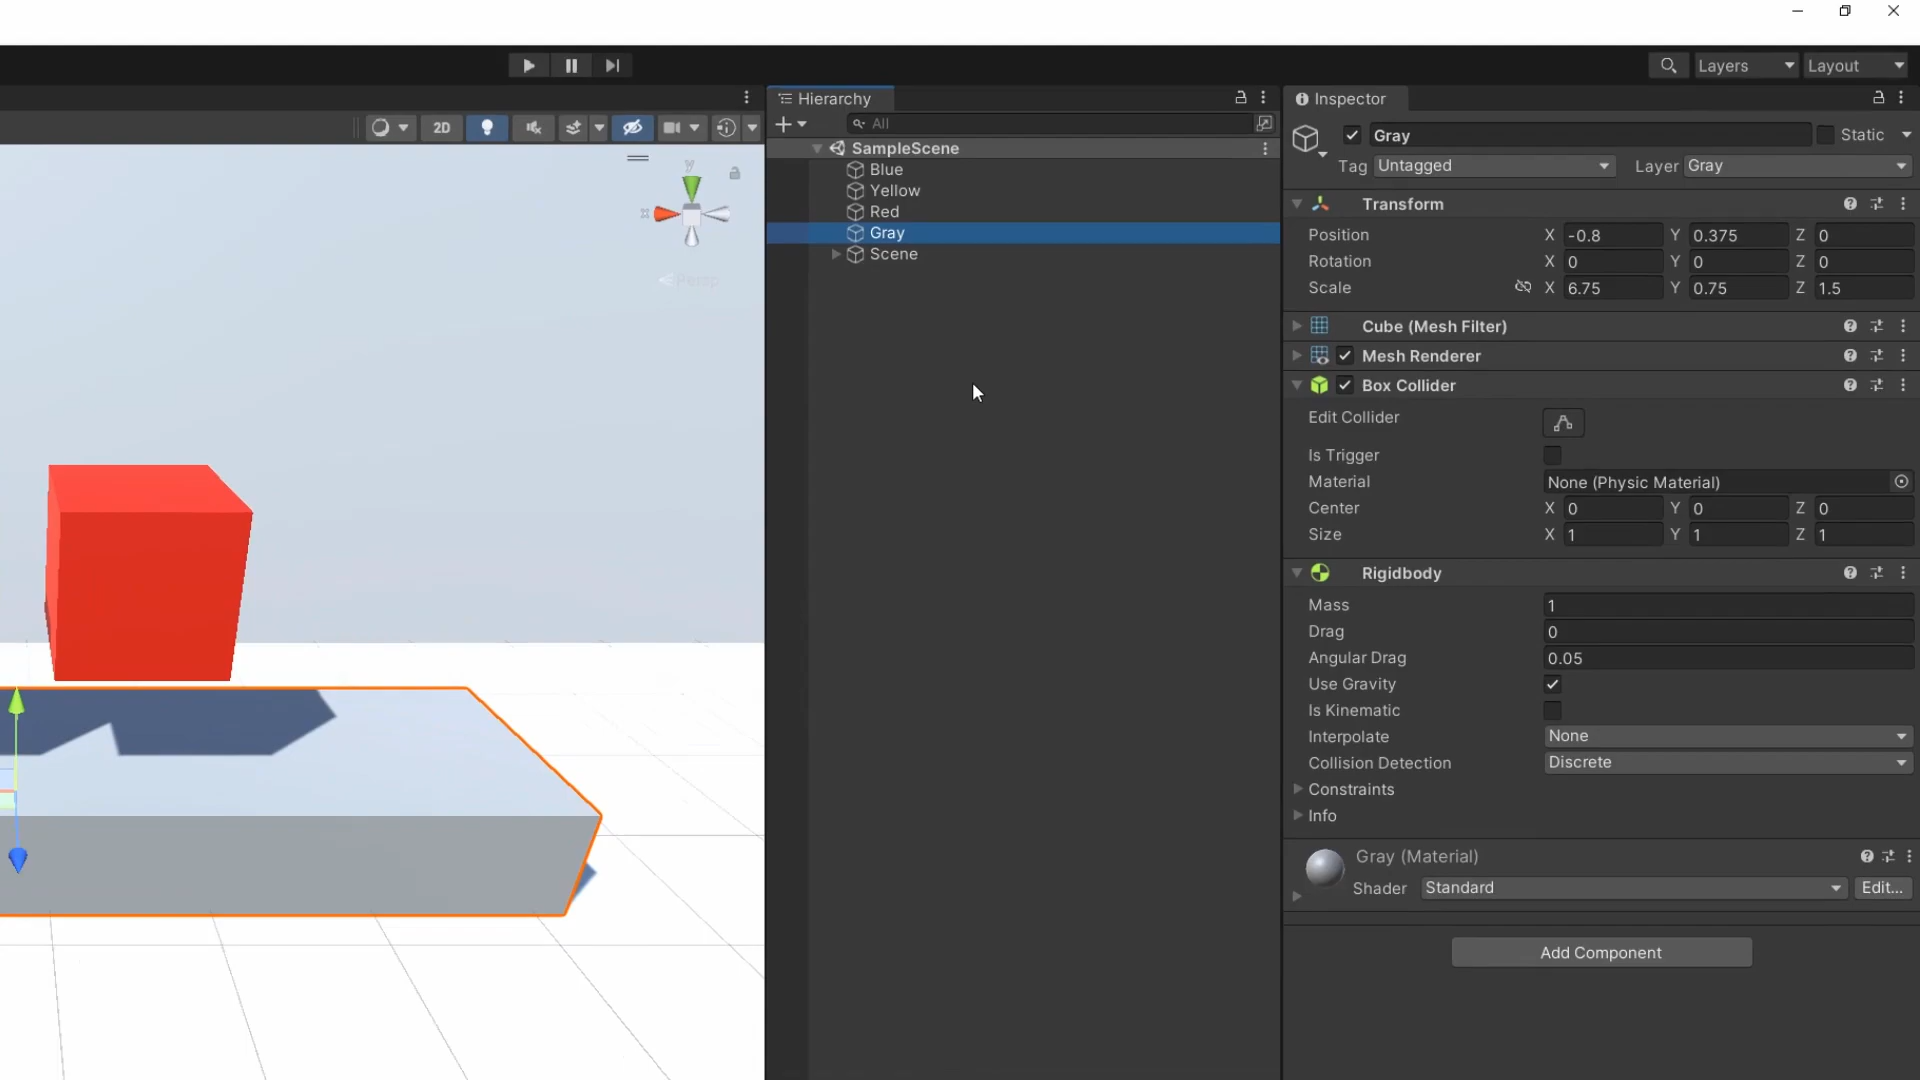 Layers
Layout
Hierarchy
Inspector
2D
All
Gray
Static
SampleScene
Tag Untagged Layer Gray
Blue
Yellow
Red
Gray
Scene
y
x
Persp
Transform
Position X -0.8 Y 0.375 Z 0
Rotation X 0 Y 0 Z 0
Scale X 6.75 Y 0.75 Z 1.5
Cube (Mesh Filter)
Mesh Renderer
Box Collider
Edit Collider
Is Trigger
Material None (Physic Material)
Center X 0 Y 0 Z 0
Size X 1 Y 1 Z 1
Rigidbody
Mass 1
Drag 0
Angular Drag 0.05
Use Gravity
Is Kinematic
Interpolate None
Collision Detection Discrete
Constraints
Info
Gray (Material)
Shader Standard Edit...
Add Component